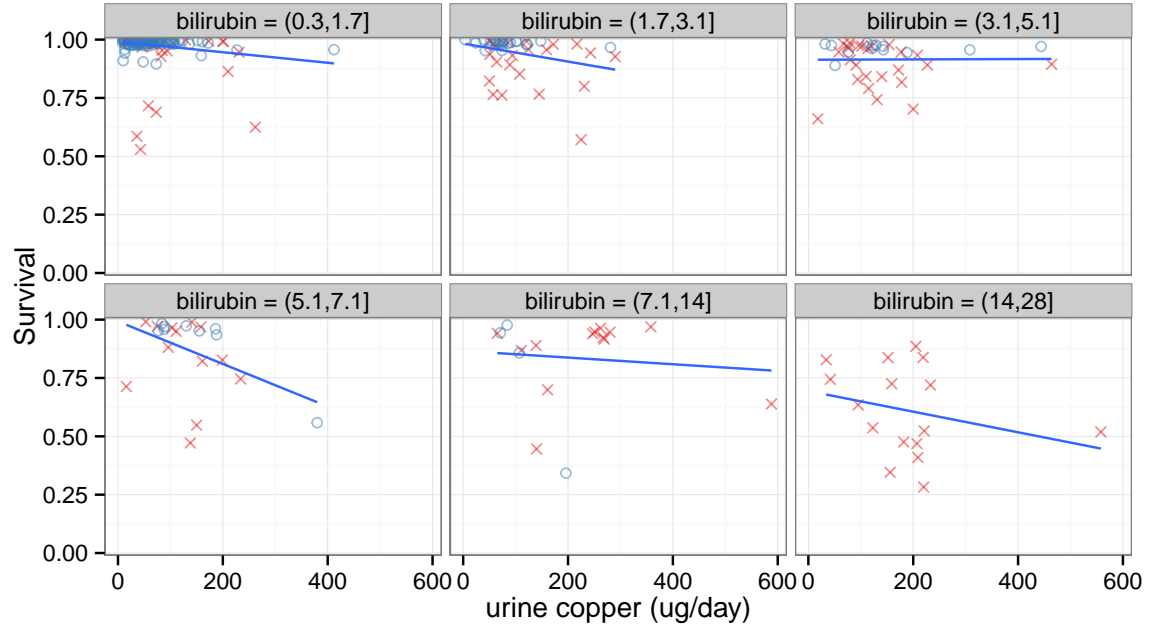 bilirubin = (0.3,1.7] bilirubin = (1.7,3.1] bilirubin = (3.1,5.1]
1.00
0.75
0.50
0.25
0.00
bilirubin = (5.1,7.1] bilirubin = (7.1,14] bilirubin = (14,28]
1.00
0.75
0.50
0.25
0.00
0 200 400 600 0 200 400 600 0 200 400 600
urine copper (ug/day)
Survival